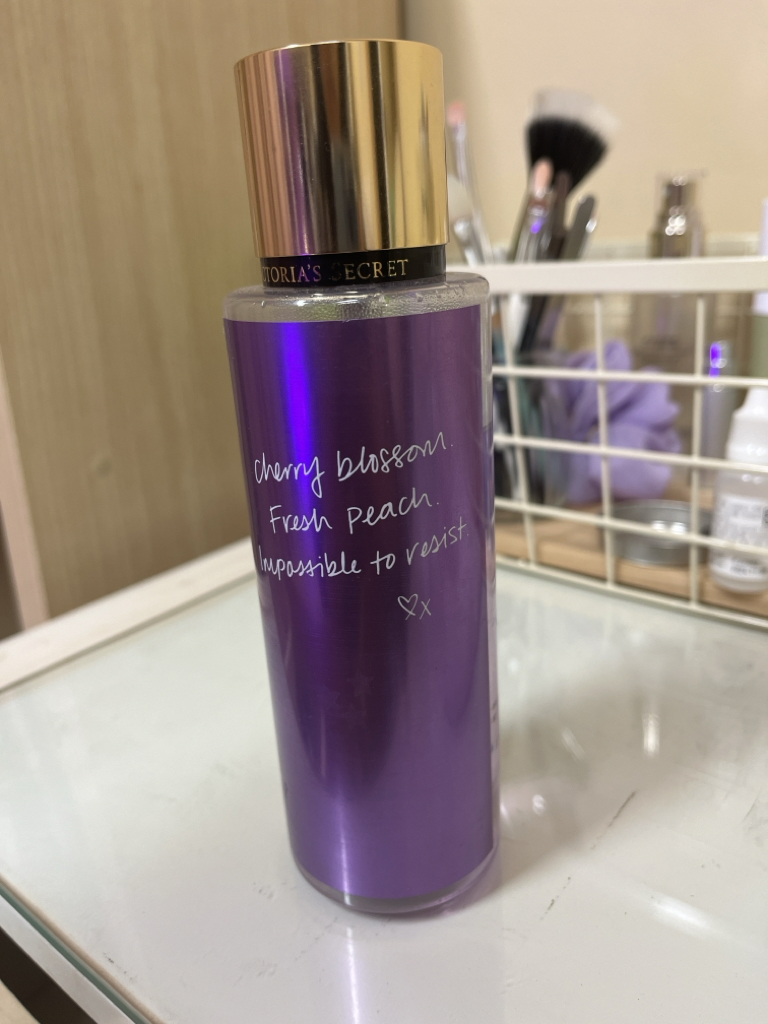 TORIA'S SECRET
cherry blossom.
Fresh peach.
Impossible to resist.
♡x